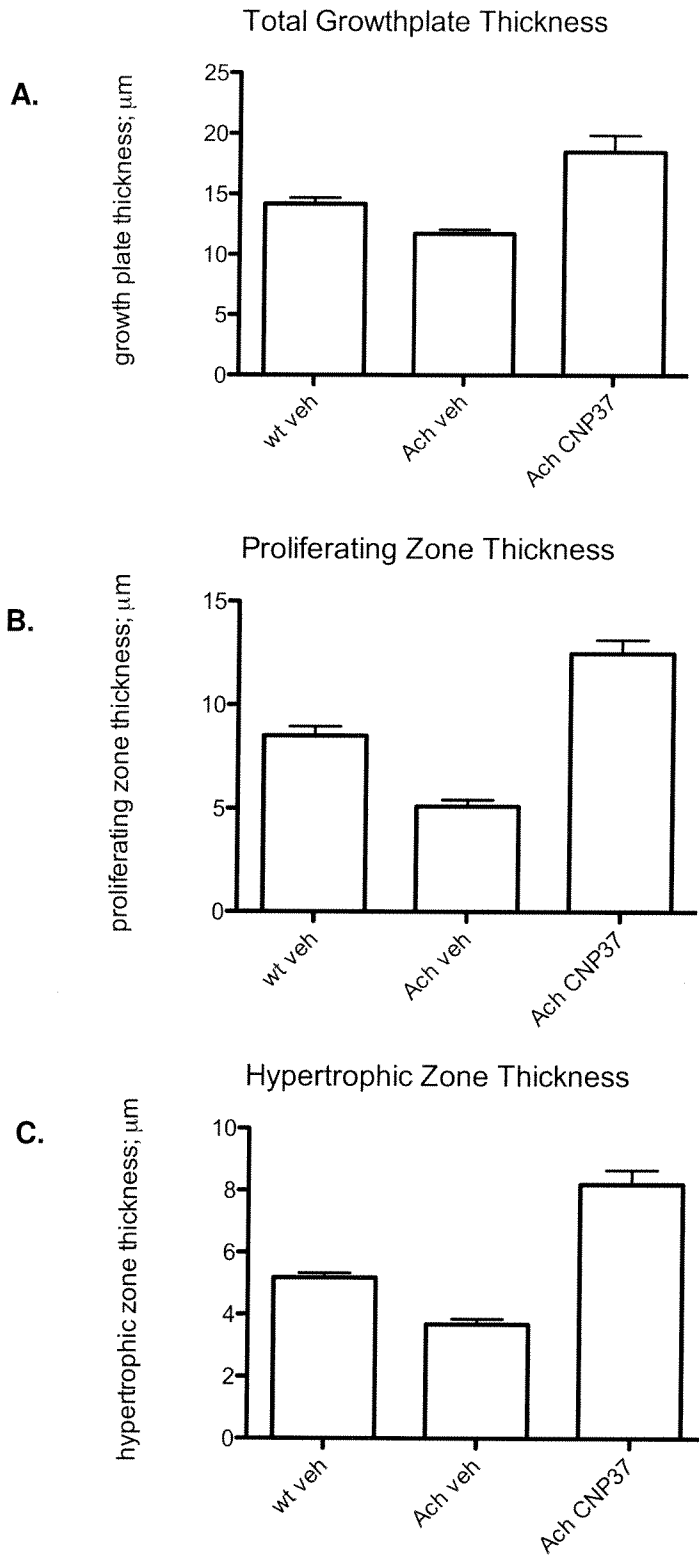 Total Growthplate Thickness
A.
growth plate thickness; µm
25
20
15
10
5
0
wt veh
Ach veh
Ach CNP37
Proliferating Zone Thickness
B.
proliferating zone thickness; µm
15
10
5
0
wt veh
Ach veh
Ach CNP37
Hypertrophic Zone Thickness
C.
hypertrophic zone thickness; µm
10
8
6
4
2
0
wt veh
Ach veh
Ach CNP37